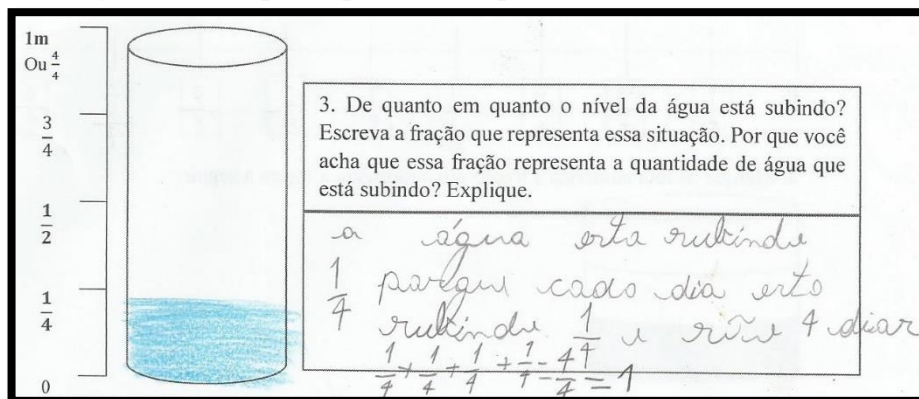 1m
Ou 4/4
3/4
1/2
1/4
0
3. De quanto em quanto o nível da água está subindo?
Escreva a fração que representa essa situação. Por que você
acha que essa fração representa a quantidade de água que
está subindo? Explique.
a água esta subindo
1/4 porque cada dia esta
subindo 1/4 e são 4 dias
1/4+1/4+1/4+1/4=4/4=1